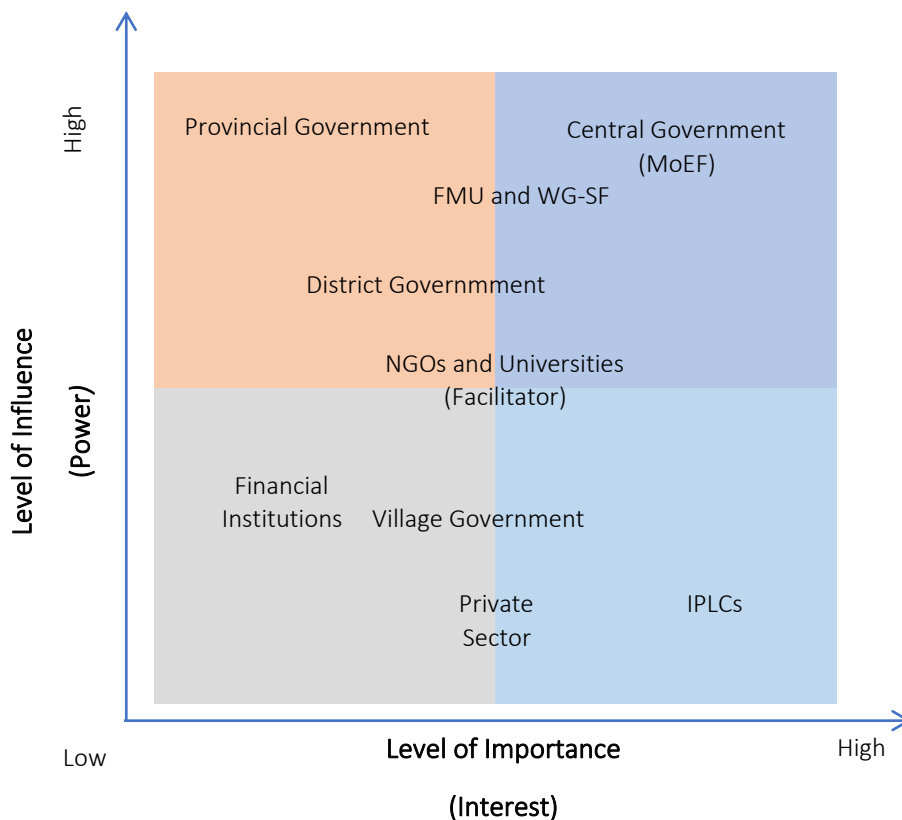 High
Provincial Government
Central Government
(MoEF)
FMU and WG-SF
District Governmment
NGOs and Universities
(Facilitator)
Level of Influence
(Power)
Financial
Institutions
Village Government
Private
Sector
IPLCs
Low
Level of Importance
(Interest)
High